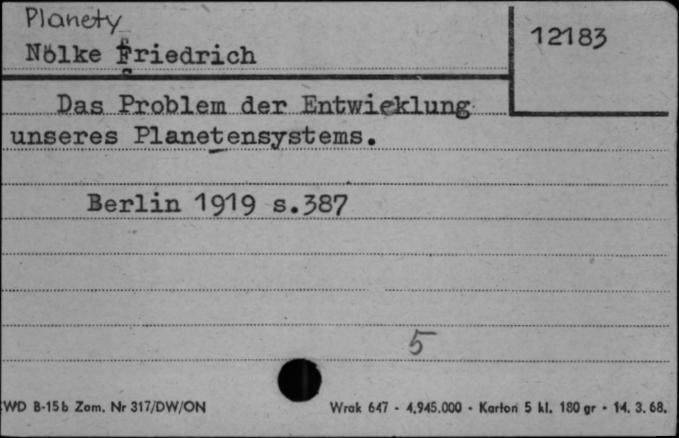 Planety
12183
Nölke Friedrich
Das Problem der Entwicklung
unseres Planetensystems.
Berlin 1919 s.387
5
WD B-15b Zam. Nr 317/DW/ON
Wrak 647 - 4.945.000 - Karton 5 kl. 180 gr - 14. 3. 68.